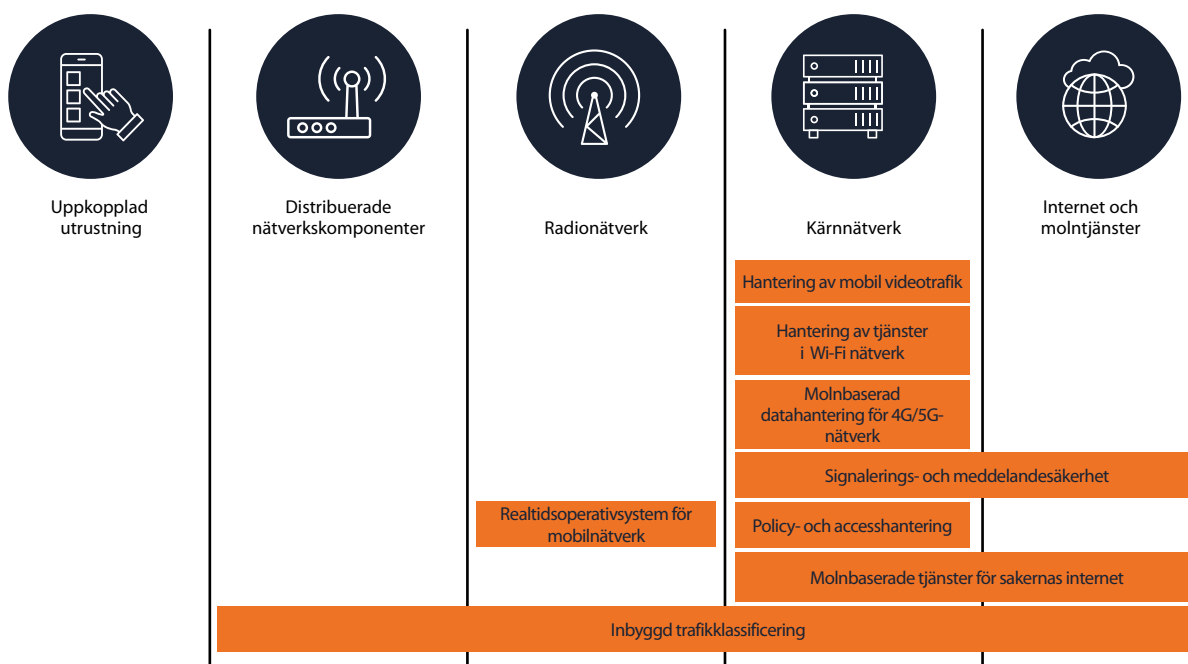 Uppkopplad
utrustning
Distribuerade
nätverkskomponenter
Radionätverk
Kärnnätverk
Internet och
molntjänster
Hantering av mobil videotrafik
Hantering av tjänster
i Wi-Fi nätverk
Molnbaserad
datahantering för 4G/5G-
nätverk
Signalerings- och meddelandesäkerhet
Realtidsoperativsystem för
mobilnätverk
Policy- och accesshantering
Molnbaserade tjänster för sakernas internet
Inbyggd trafikklassificering